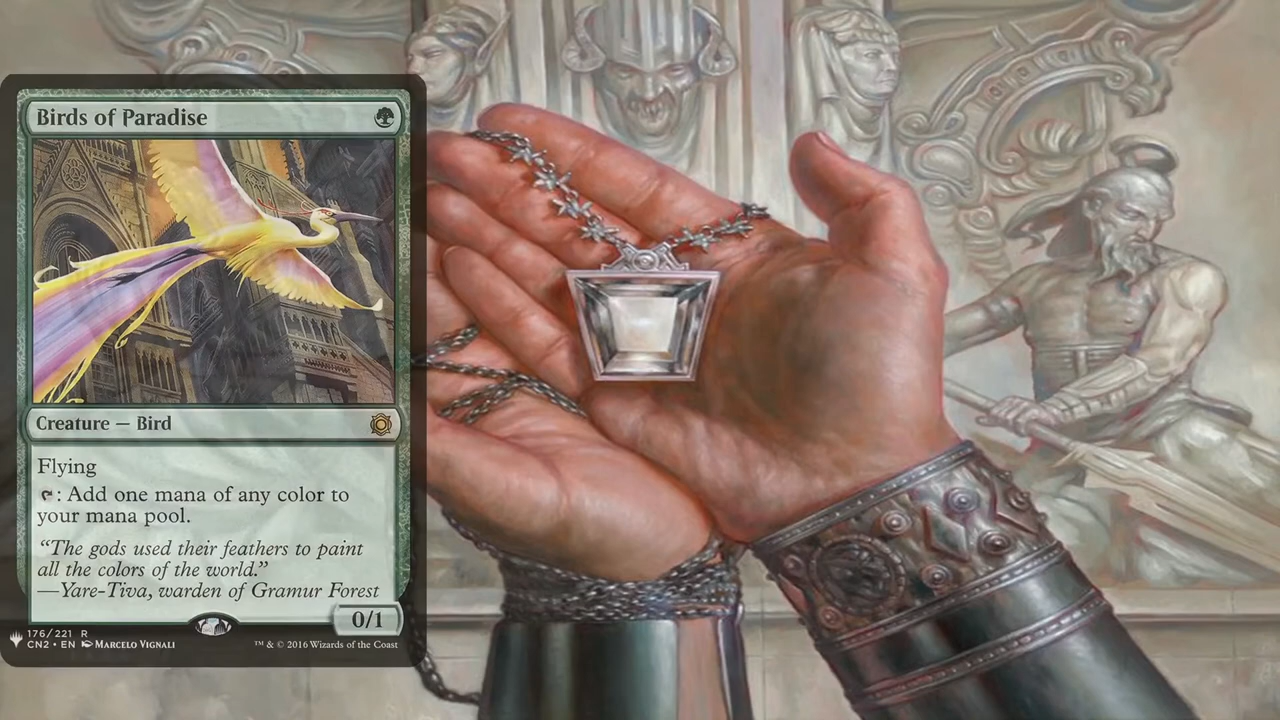 Birds of Paradise
Creature — Bird
Flying
: Add one mana of any color to
your mana pool.
“The gods used their feathers to paint
all the colors of the world.”
—Yare-Tiva, warden of Gramur Forest
0/1
176/221 R
CN2 • EN Marcelo Vignali
™ & © 2016 Wizards of the Coast